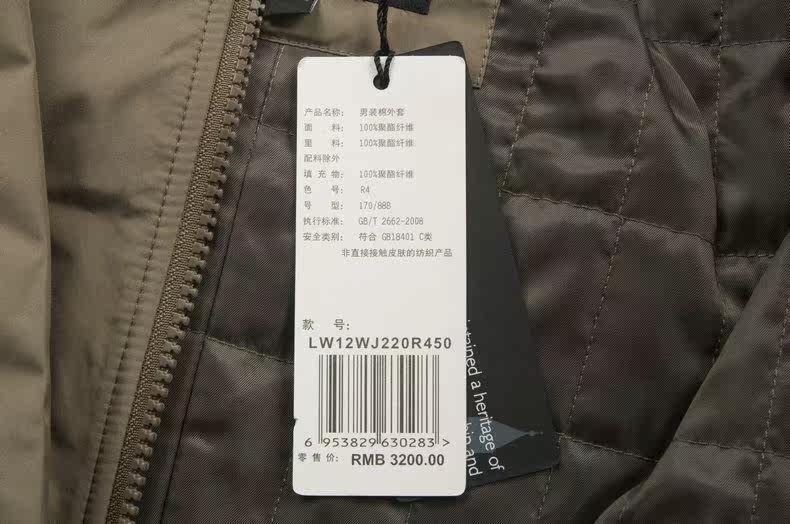 产品名称： 男装棉外套
面 料： 100%聚酯纤维
里 料： 100%聚酯纤维
配料除外
填 充 物： 100%聚酯纤维
色 号： R4
号 型： 170/88B
执行标准： GB/T 2662-2008
安全类别： 符合 GB18401 C类
非直接接触皮肤的纺织产品
款 号：
LW12WJ220R450
6 953829 630283 >
零 售 价： RMB 3200.00
tained a heritage of
hip and